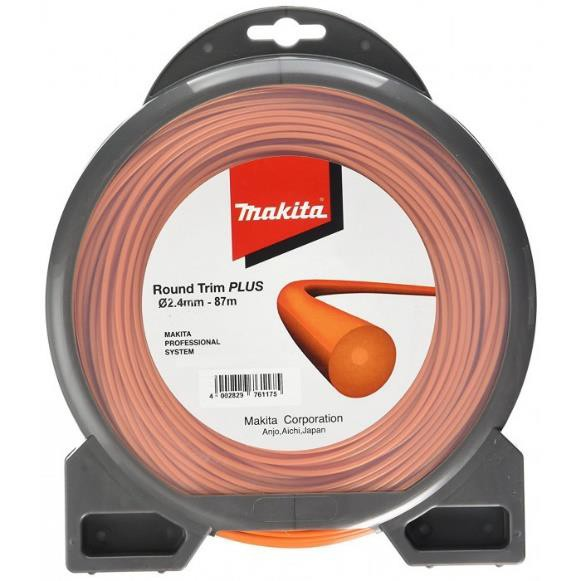 makita
Round Trim PLUS
Ø2.4mm - 87m
MAKITA
PROFESSIONAL
SYSTEM
4 002829 761175
Makita Corporation
Anjo,Aichi,Japan